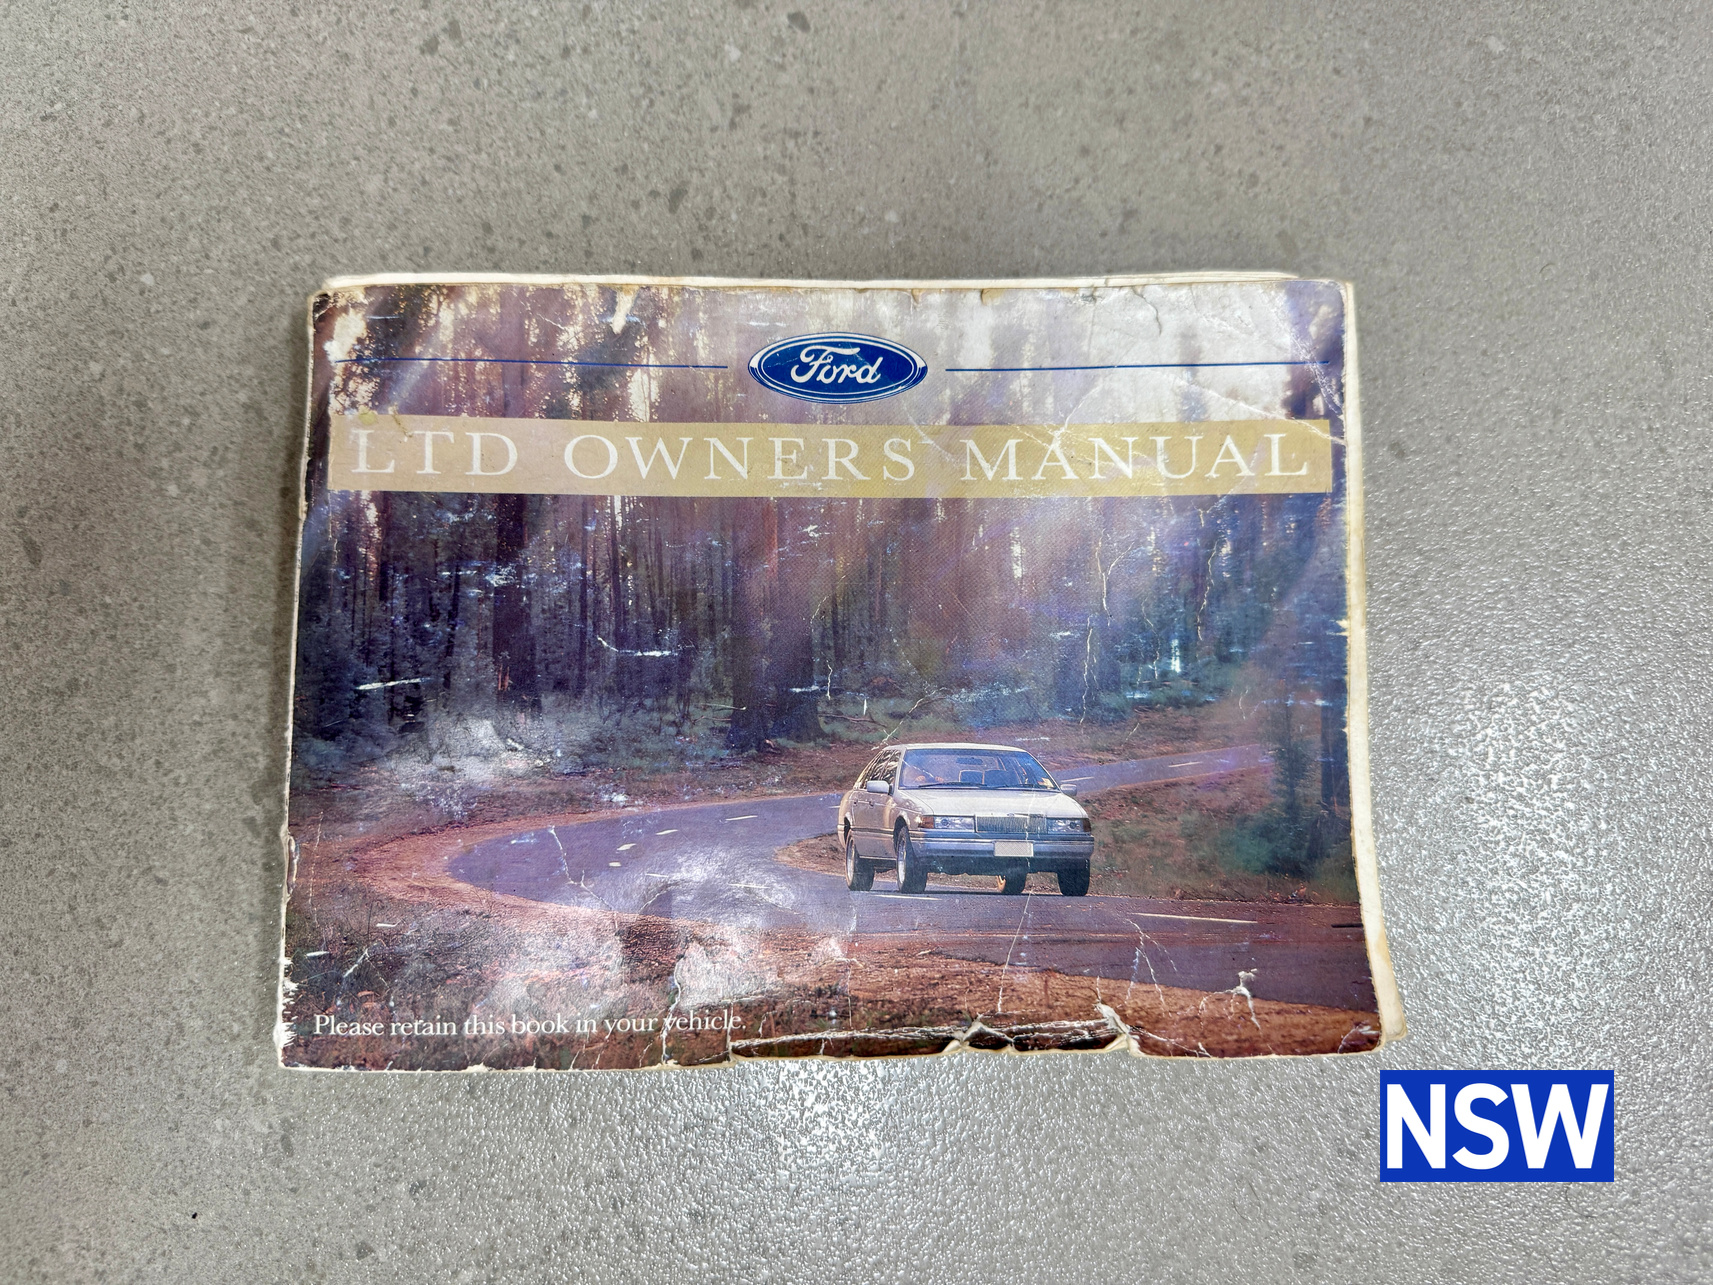 Ford
LTD OWNERS MANUAL
Please retain this book in your vehicle.
NSW